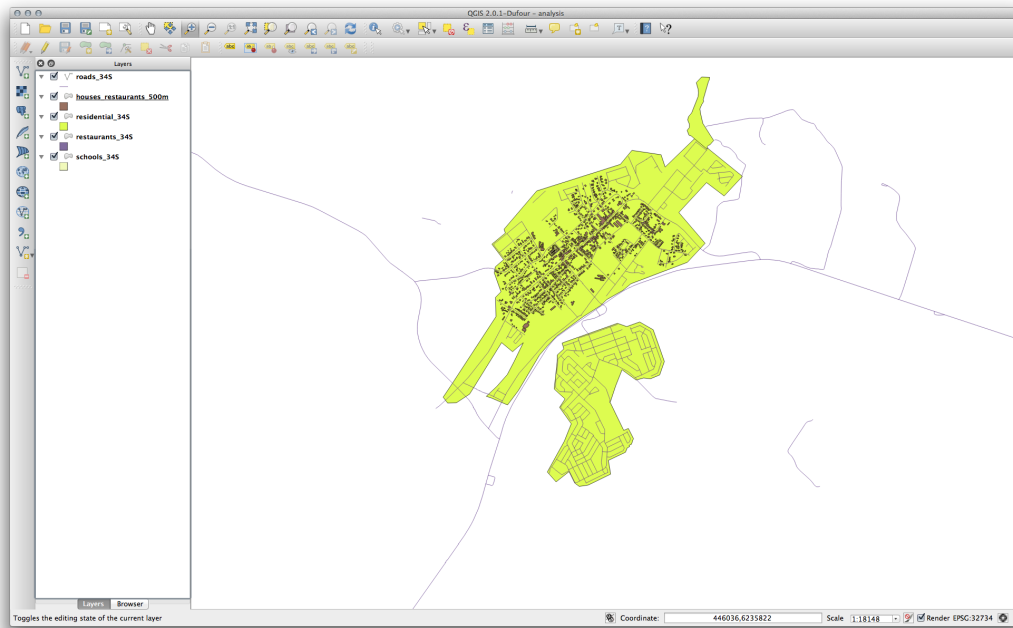 QGIS 2.0.1-Dufour - analysis
Layers
roads_34S
houses_restaurants_500m
residential_34S
restaurants_34S
schools_34S
Layers
Browser
Toggles the editing state of the current layer
Coordinate:
446036,6235822
Scale
1:18148
Render
EPSG:32734